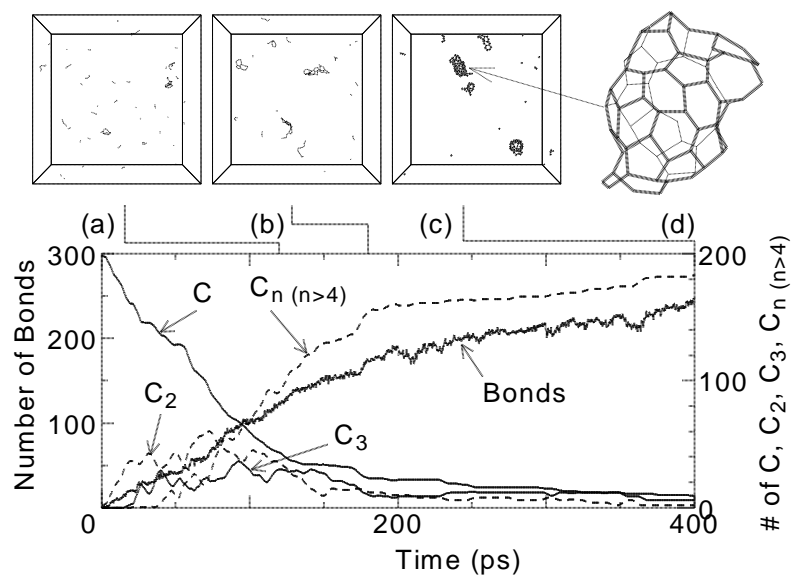 (a) (b) (c) (d)
300
200
100
0
Number of Bonds
C
C₂
C₃
Cₙ (n>4)
Bonds
200
100
0
# of C, C₂, C₃, Cₙ (n>4)
0 200 400
Time (ps)